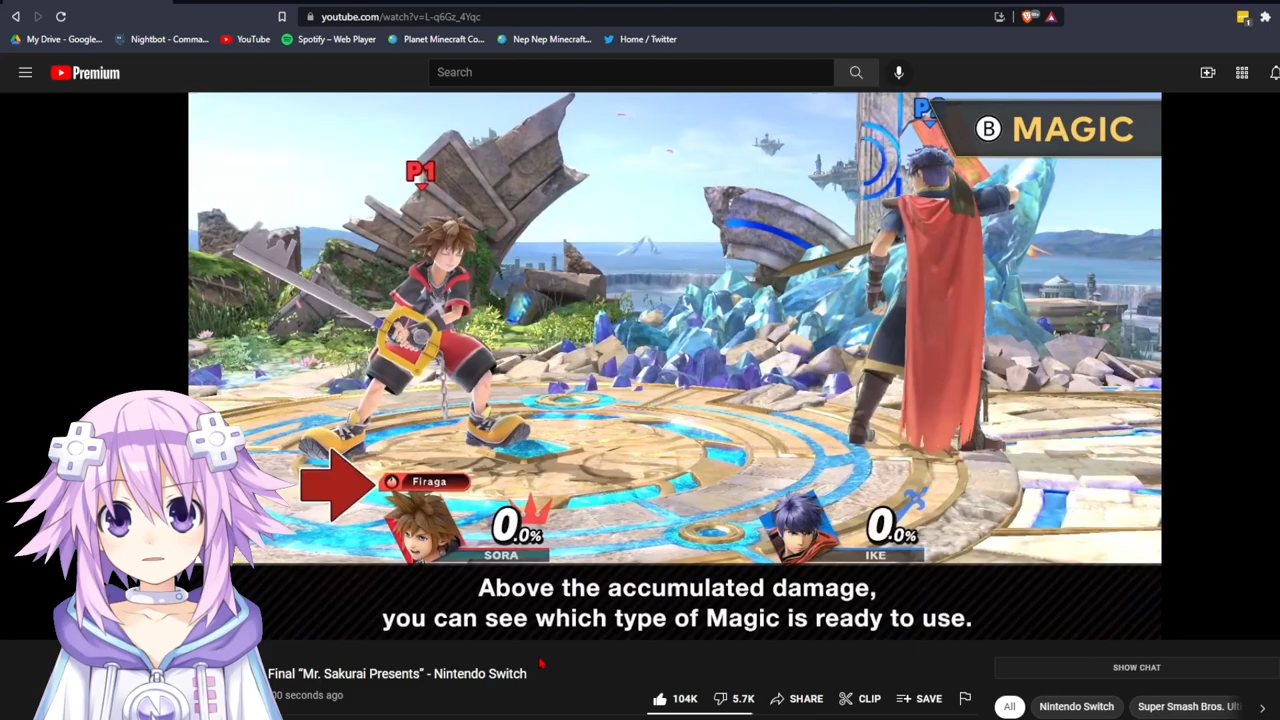 youtube.com/watch?v=L-q6Gz_4Yqc
My Drive - Google...
Nightbot - Comma...
YouTube
Spotify – Web Player
Planet Minecraft Co...
Nep Nep Minecraft...
Home / Twitter
Premium
Search
B MAGIC
P1
Firaga
0.0%
SORA
0.0%
IKE
Above the accumulated damage,
you can see which type of Magic is ready to use.
Final “Mr. Sakurai Presents” - Nintendo Switch
00 seconds ago
104K
5.7K
SHARE
CLIP
SAVE
SHOW CHAT
All
Nintendo Switch
Super Smash Bros. Ulti